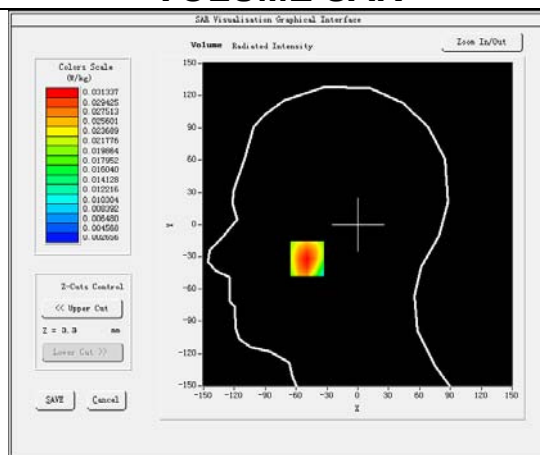 VOLUME SAR
SAR Visualisation Graphical Interface
Volume Radiated Intensity
Zoom In/Out
Colors Scale
(W/kg)
0.031337
0.029425
0.027513
0.025601
0.023689
0.021776
0.019864
0.017952
0.016040
0.014128
0.012216
0.010304
0.008392
0.006480
0.004568
0.002656
Z-Cuts Control
<< Upper Cut
Z = 3.3 mm
Lower Cut >>
SAVE Cancel
150
120
90
60
30
Y 0
-30
-60
-90
-120
-150
-150 -120 -90 -60 -30 0 30 60 90 120 150
X